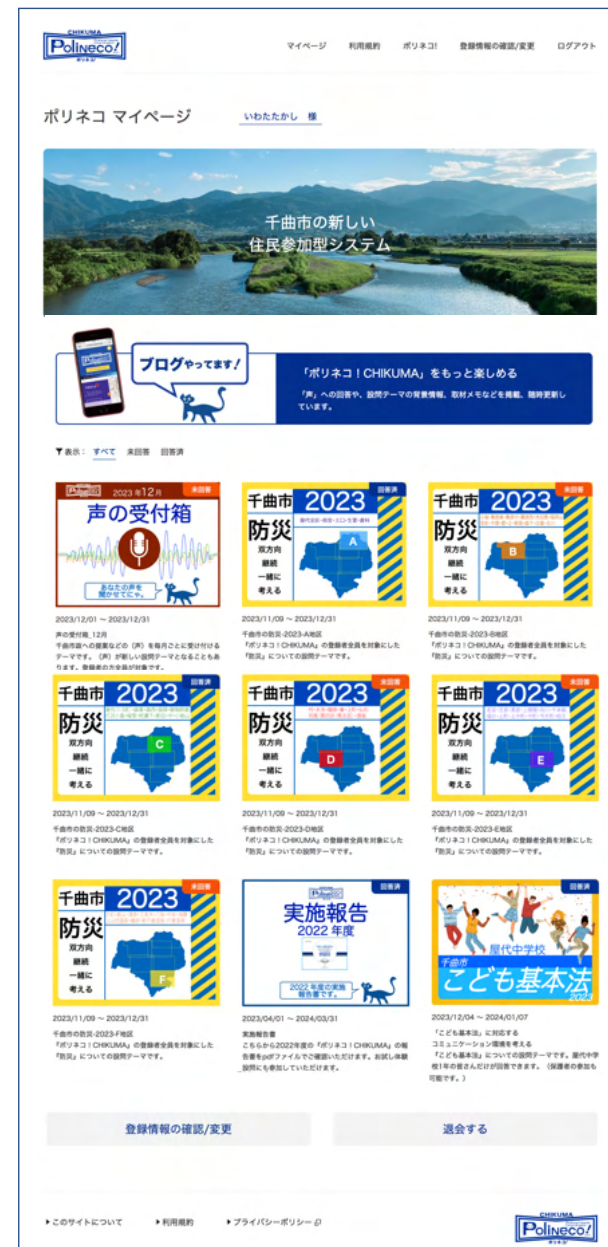 CHIKUMA
Polineco!
ポリネコ!
マイページ
利用規約
ポリネコ!
登録情報の確認/変更
ログアウト
ポリネコ マイページ
いわたたかし 様
千曲市の新しい
住民参加型システム
ブログやってます!
「ポリネコ!CHIKUMA」をもっと楽しめる
「声」への回答や、設問テーマの背景情報、取材メモなどを掲載、随時更新し
ています。
表示: すべて 未回答 回答済
Polineco!
2023年12月
未回答
声の受付箱
あなたの声を
聞かせてにゃ。
2023/12/01 ~ 2023/12/31
声の受付箱_12月
千曲市政への提案などの(声)を毎月ごとに受け付ける
テーマです。(声)が新しい設問テーマとなることもあ
ります。登録者の方全員が対象です。
回答済
千曲市 2023
防災
双方向
継続
一緒に
考える
A
2023/11/09 ~ 2023/12/31
千曲市の防災-2023-A地区
『ポリネコ!CHIKUMA』の登録者全員を対象にした
『防災』についての設問テーマです。
未回答
千曲市 2023
防災
双方向
継続
一緒に
考える
B
2023/11/09 ~ 2023/12/31
千曲市の防災-2023-B地区
『ポリネコ!CHIKUMA』の登録者全員を対象にした
『防災』についての設問テーマです。
回答済
千曲市 2023
防災
双方向
継続
一緒に
考える
C
2023/11/09 ~ 2023/12/31
千曲市の防災-2023-C地区
『ポリネコ!CHIKUMA』の登録者全員を対象にした
『防災』についての設問テーマです。
未回答
千曲市 2023
防災
双方向
継続
一緒に
考える
D
2023/11/09 ~ 2023/12/31
千曲市の防災-2023-D地区
『ポリネコ!CHIKUMA』の登録者全員を対象にした
『防災』についての設問テーマです。
未回答
千曲市 2023
防災
双方向
継続
一緒に
考える
E
2023/11/09 ~ 2023/12/31
千曲市の防災-2023-E地区
『ポリネコ!CHIKUMA』の登録者全員を対象にした
『防災』についての設問テーマです。
未回答
千曲市 2023
防災
双方向
継続
一緒に
考える
F
2023/11/09 ~ 2023/12/31
千曲市の防災-2023-F地区
『ポリネコ!CHIKUMA』の登録者全員を対象にした
『防災』についての設問テーマです。
回答済
Polineco!
実施報告
2022 年度
2022 年度の実施
報告書です。
2023/04/01 ~ 2024/03/31
実施報告書
こちらから2022年度の『ポリネコ!CHIKUMA』の報
告書をpdfファイルでご確認いただけます。お試し体験
設問にも参加していただけます。
回答済
屋代中学校
千曲市
こども基本法
2023
2023/12/04 ~ 2024/01/07
「こども基本法」に対応する
コミュニケーション環境を考える
『こども基本法』についての設問テーマです。屋代中学
校1年の皆さんだけが回答できます。(保護者の参加も
可能です。)
登録情報の確認/変更
退会する
このサイトについて
利用規約
プライバシーポリシー
CHIKUMA
Polineco!
ポリネコ!